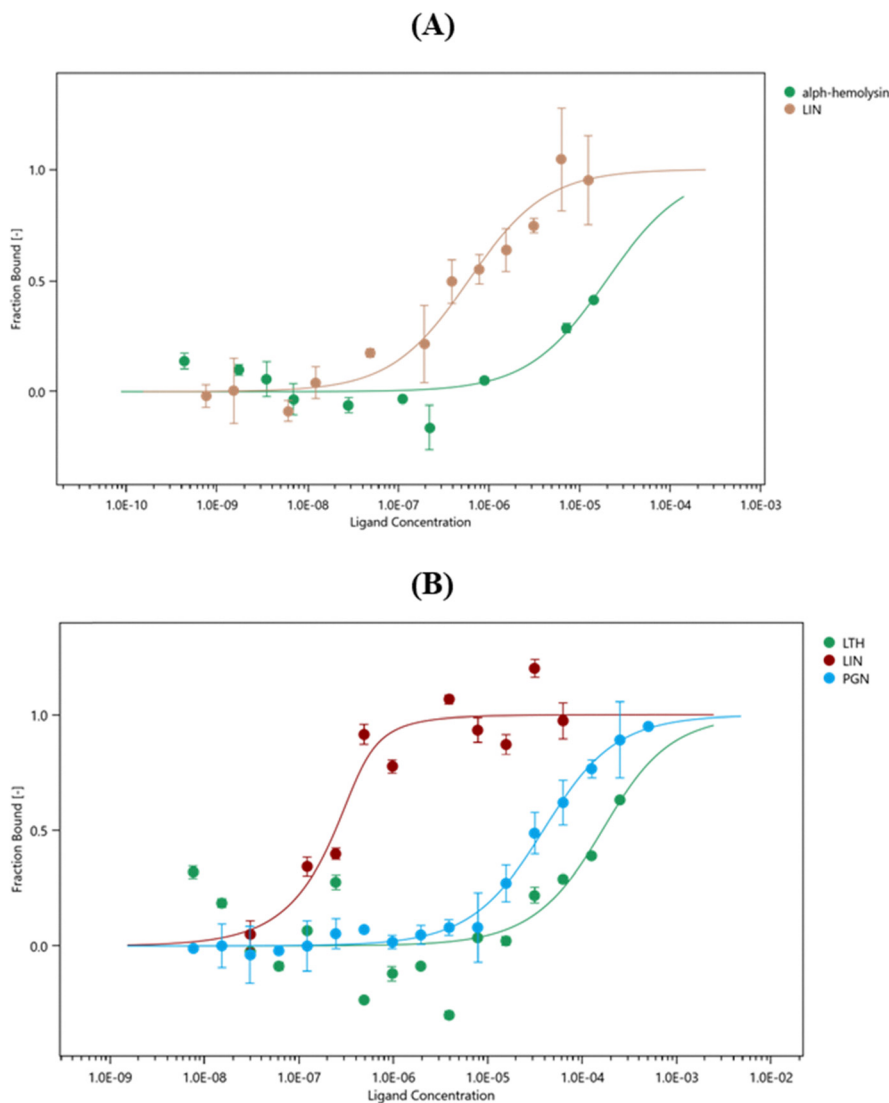 (A)
alph-hemolysin
LIN
1.0
0.5
0.0
Fraction Bound [-]
1.0E-10 1.0E-09 1.0E-08 1.0E-07 1.0E-06 1.0E-05 1.0E-04 1.0E-03
Ligand Concentration
(B)
LTH
LIN
PGN
1.0
0.5
0.0
Fraction Bound [-]
1.0E-09 1.0E-08 1.0E-07 1.0E-06 1.0E-05 1.0E-04 1.0E-03 1.0E-02
Ligand Concentration